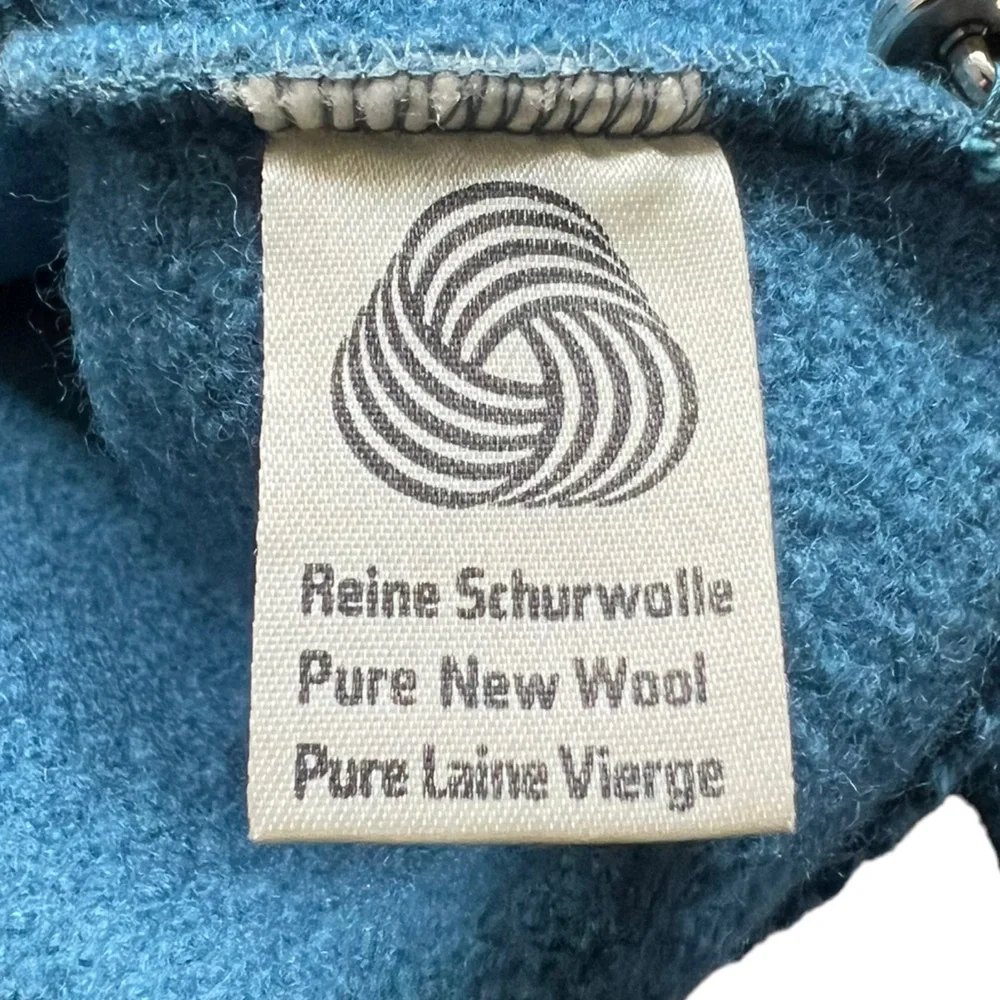 Reine Schurwolle
Pure New Wool
Pure Laine Vierge